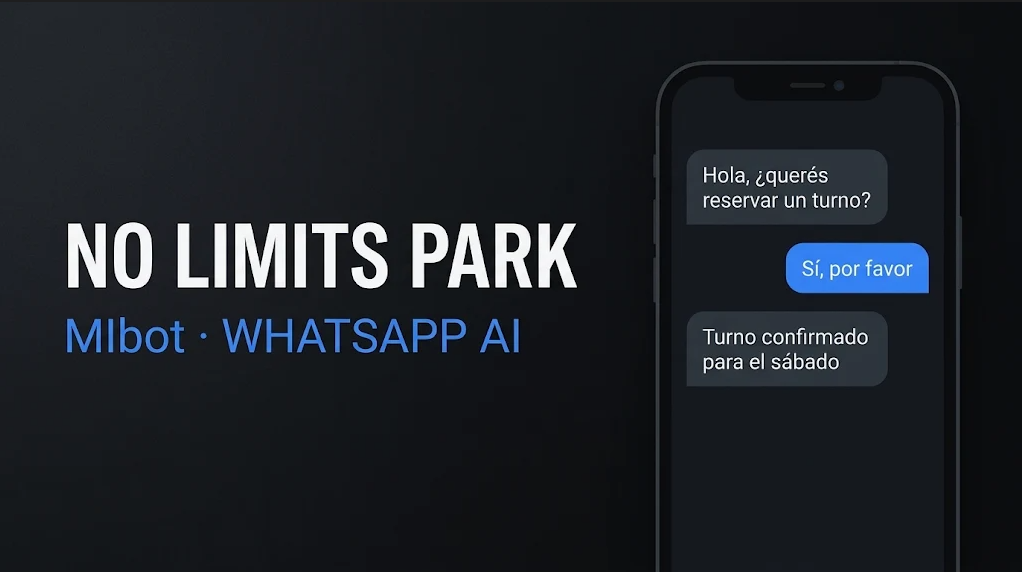 NO LIMITS PARK
MIbot · WHATSAPP AI
Hola, ¿querés
reservar un turno?
Sí, por favor
Turno confirmado
para el sábado